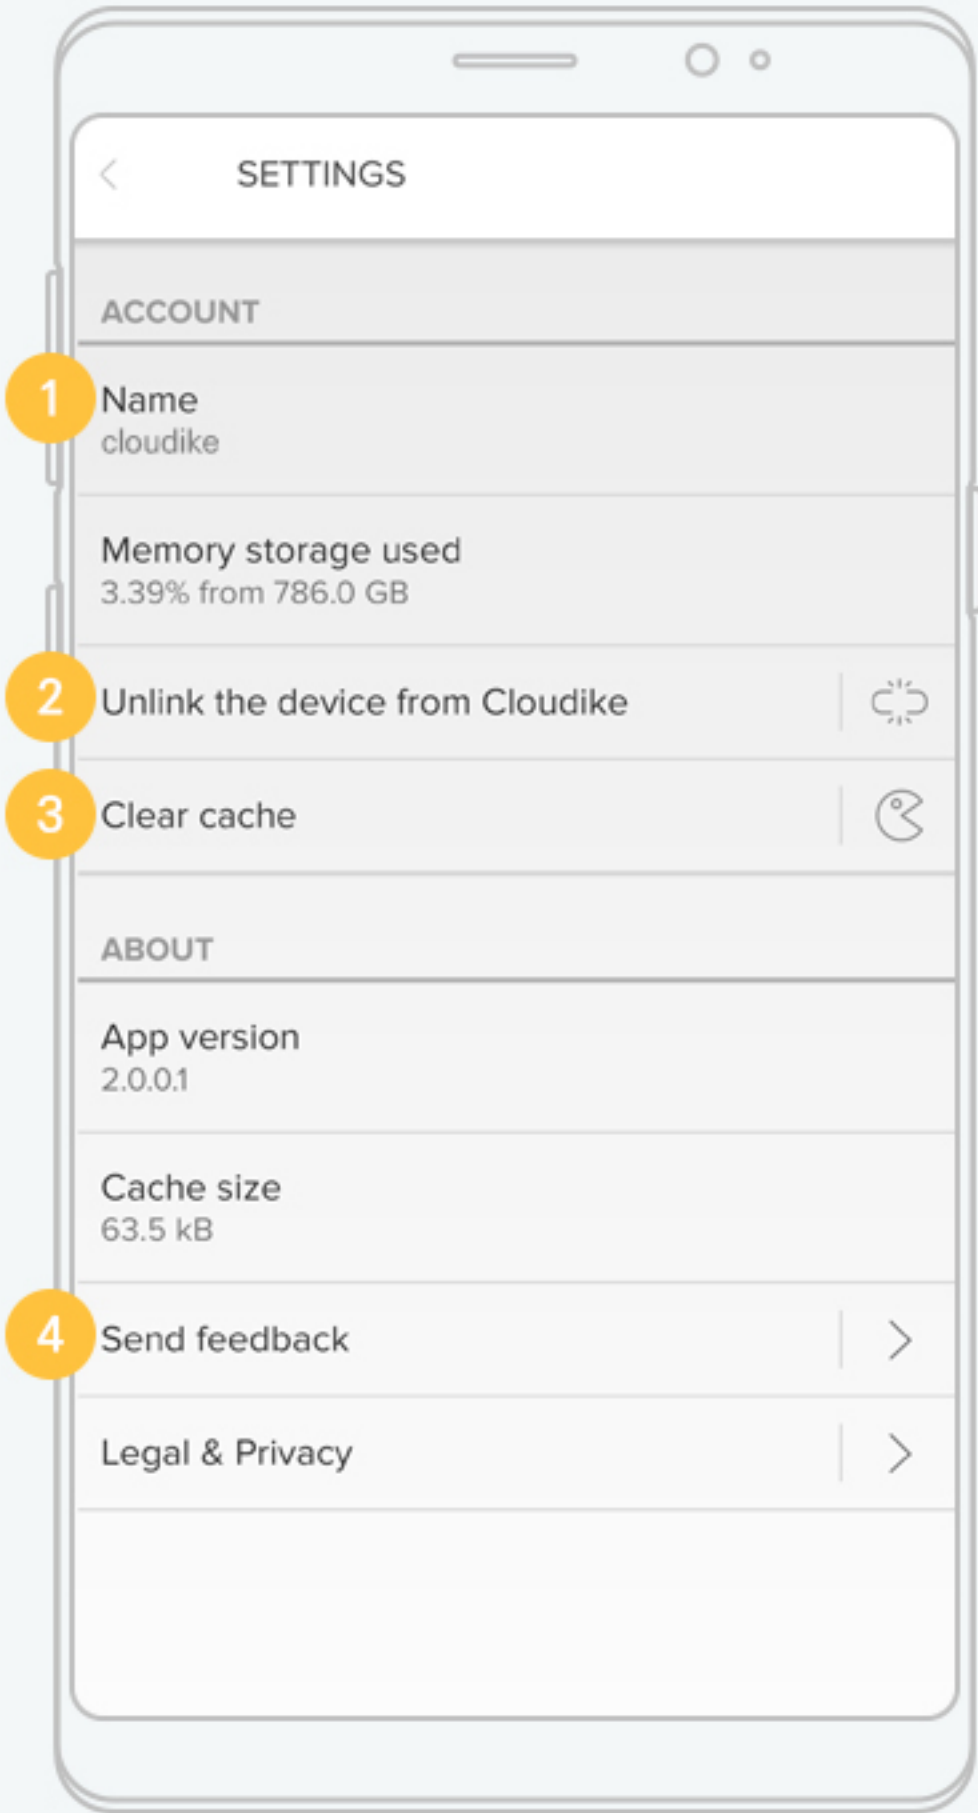 SETTINGS
ACCOUNT
1
Name
cloudike
Memory storage used
3.39% from 786.0 GB
2
Unlink the device from Cloudike
3
Clear cache
ABOUT
App version
2.0.0.1
Cache size
63.5 kB
4
Send feedback
Legal & Privacy